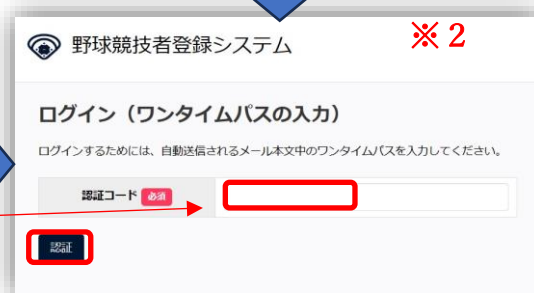 野球競技者登録システム
※2
ログイン（ワンタイムパスの入力）
ログインするためには、自動送信されるメール本文中のワンタイムパスを入力してください。
認証コード 必須
認証